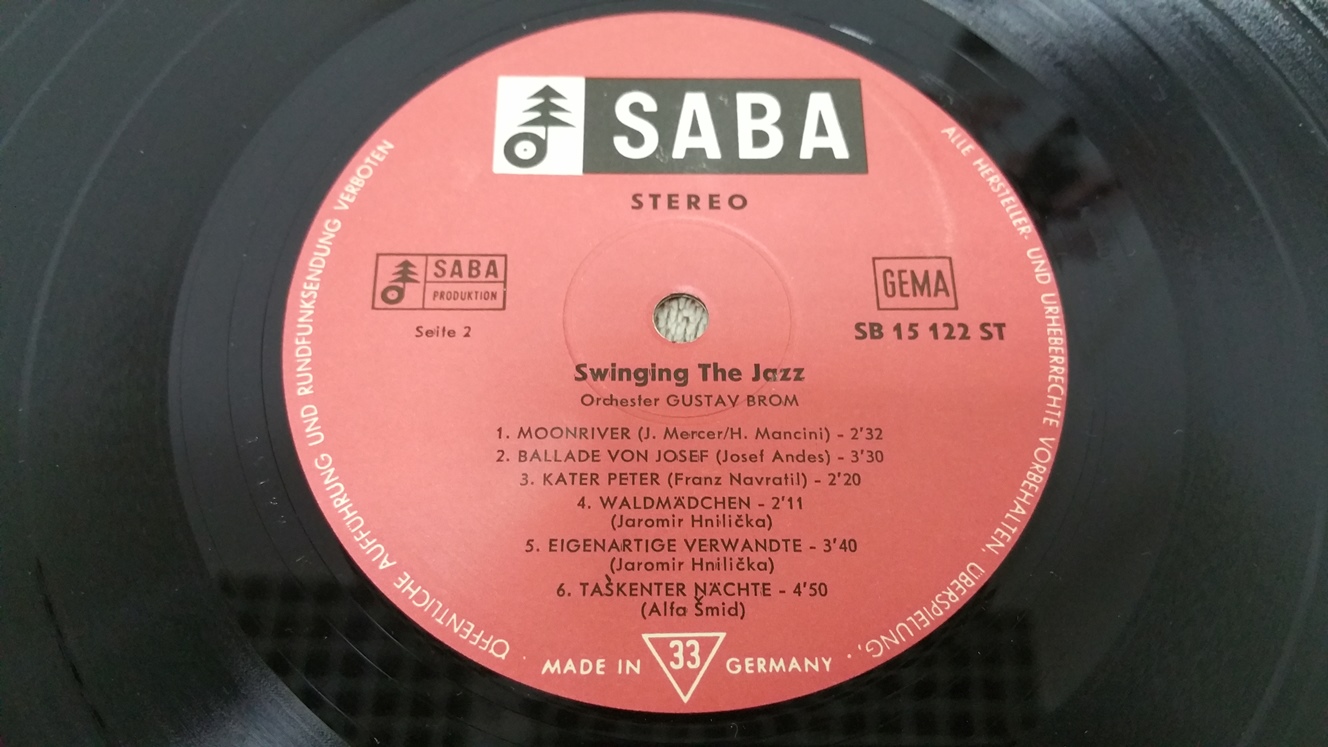 SABA
STEREO
SABA
PRODUKTION
Seite 2
GEMA
SB 15 122 ST
Swinging The Jazz
Orchester GUSTAV BROM
1. MOONRIVER (J. Mercer/H. Mancini) - 2'32
2. BALLADE VON JOSEF (Josef Andes) - 3'30
3. KATER PETER (Franz Navratil) - 2'20
4. WALDMÄDCHEN - 2'11
(Jaromir Hnilička)
5. EIGENARTIGE VERWANDTE - 3'40
(Jaromir Hnilička)
6. TAŠKENTER NÄCHTE - 4'50
(Alfa Šmid)
MADE IN 33 GERMANY
ALLE HERSTELLER- UND URHEBERRECHTE VORBEHALTEN. ÜBERSPIELUNG, · · ÖFFENTLICHE AUFFÜHRUNG UND RUNDFUNKSENDUNG VERBOTEN